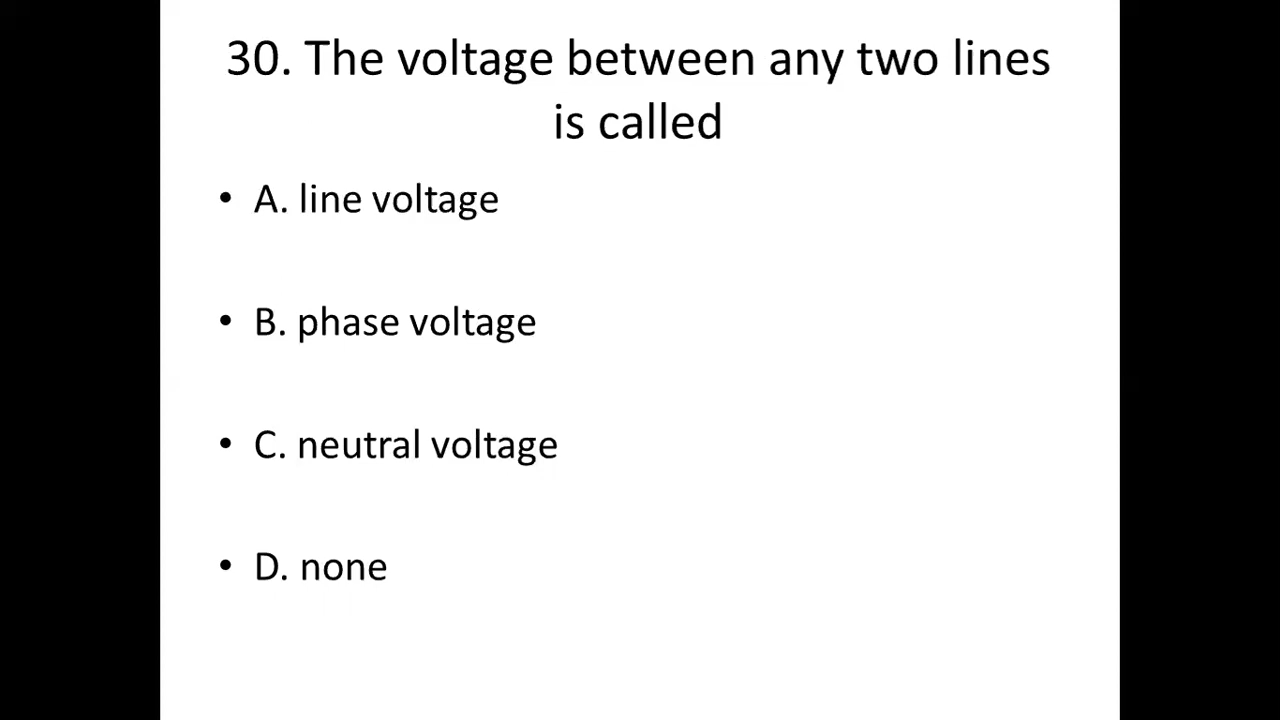 30. The voltage between any two lines
is called
• A. line voltage
• B. phase voltage
• C. neutral voltage
• D. none